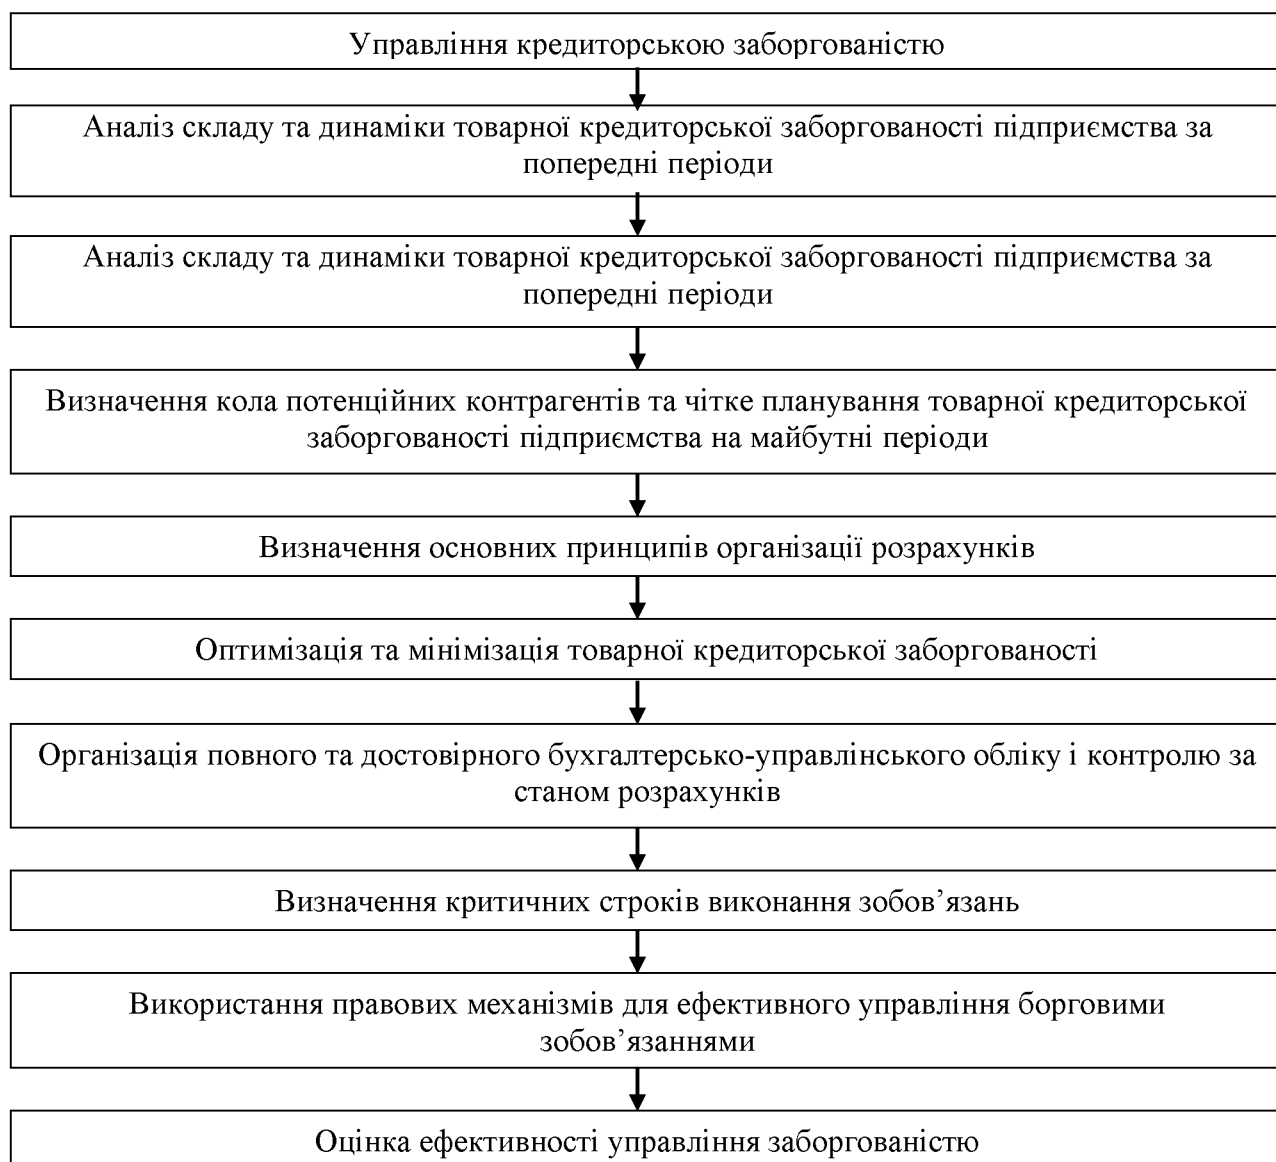 Управління кредиторською заборгованістю
Аналіз складу та динаміки товарної кредиторської заборгованості підприємства за
попередні періоди
Аналіз складу та динаміки товарної кредиторської заборгованості підприємства за
попередні періоди
Визначення кола потенційних контрагентів та чітке планування товарної кредиторської
заборгованості підприємства на майбутні періоди
Визначення основних принципів організації розрахунків
Оптимізація та мінімізація товарної кредиторської заборгованості
Організація повного та достовірного бухгалтерсько-управлінського обліку і контролю за
станом розрахунків
Визначення критичних строків виконання зобов’язань
Використання правових механізмів для ефективного управління борговими
зобов’язаннями
Оцінка ефективності управління заборгованістю